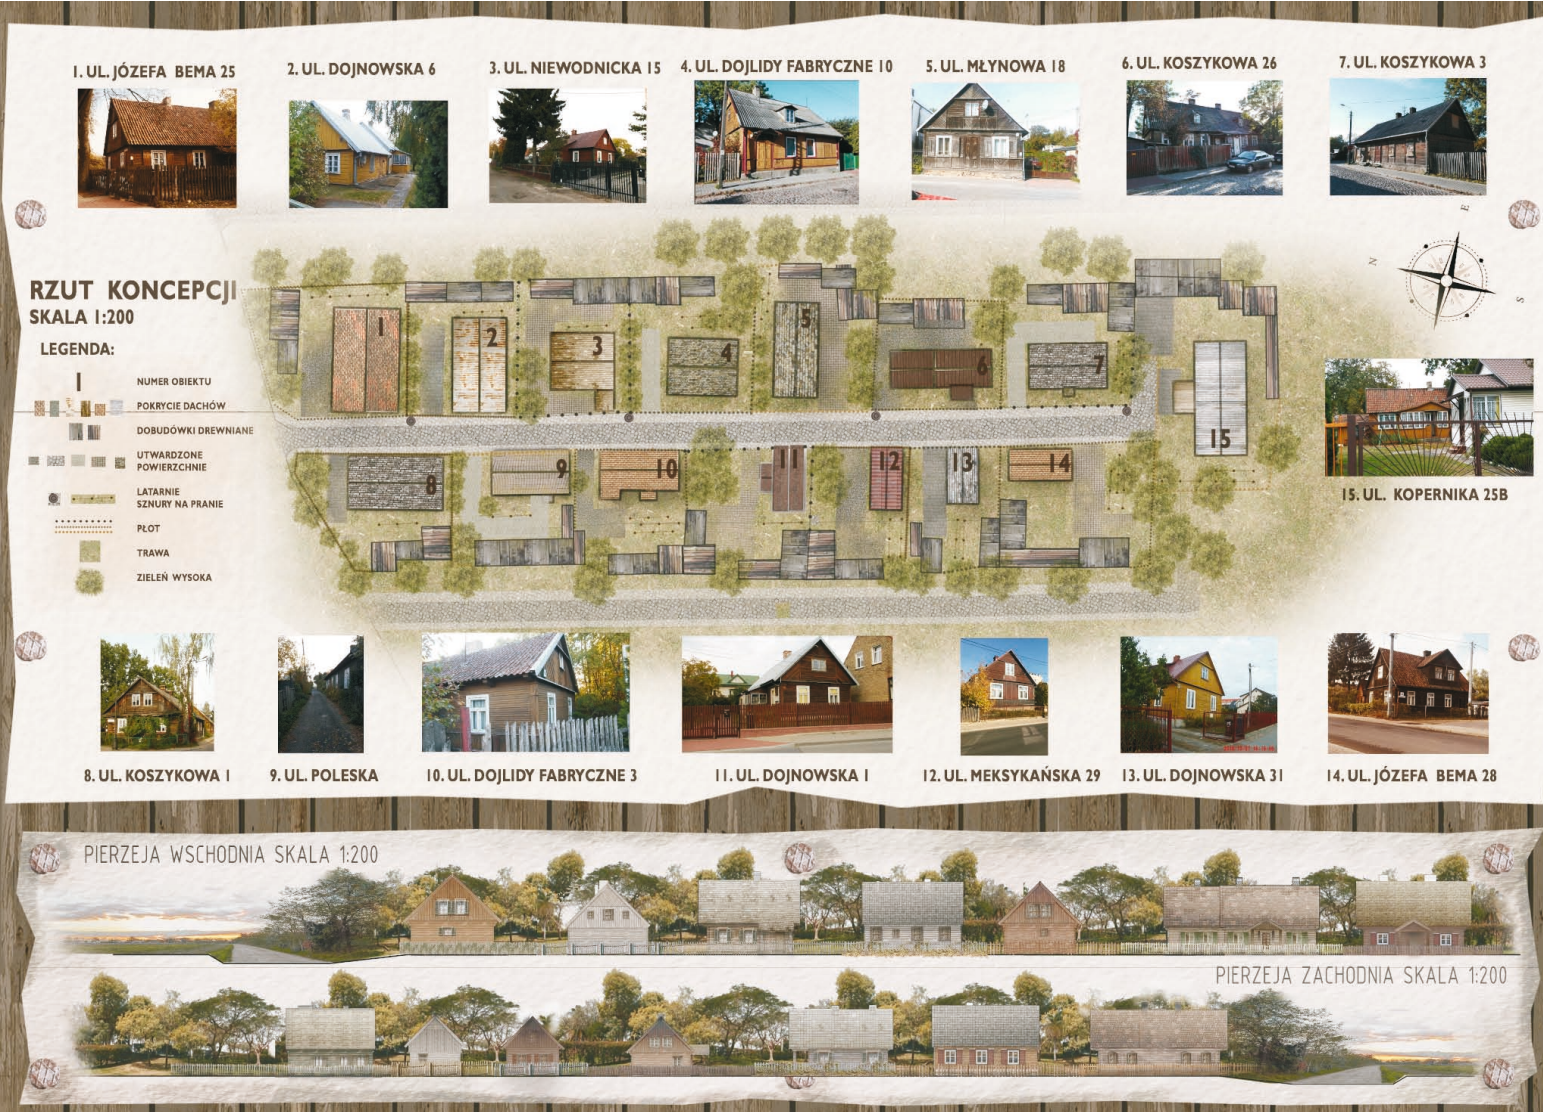 1. UL. JÓZEFA BEMA 25
2. UL. DOJNOWSKA 6
3. UL. NIEWODNICKA 15
4. UL. DOJLIDY FABRYCZNE 10
5. UL. MŁYNOWA 18
6. UL. KOSZYKOWA 26
7. UL. KOSZYKOWA 3
RZUT KONCEPCJI
SKALA 1:200
LEGENDA:
1 NUMER OBIEKTU
POKRYCIE DACHÓW
DOBUDÓWKI DREWNIANE
UTWARDZONE
POWIERZCHNIE
LATARNIE
SZNURY NA PRANIE
PŁOT
TRAWA
ZIELEŃ WYSOKA
N
E
S
1
2
3
4
5
6
7
15
8
9
10
11
12
13
14
15. UL. KOPERNIKA 25B
8. UL. KOSZYKOWA 1
9. UL. POLESKA
10. UL. DOJLIDY FABRYCZNE 3
11. UL. DOJNOWSKA 1
12. UL. MEKSYKAŃSKA 29
13. UL. DOJNOWSKA 31
14. UL. JÓZEFA BEMA 28
PIERZEJA WSCHODNIA SKALA 1:200
PIERZEJA ZACHODNIA SKALA 1:200